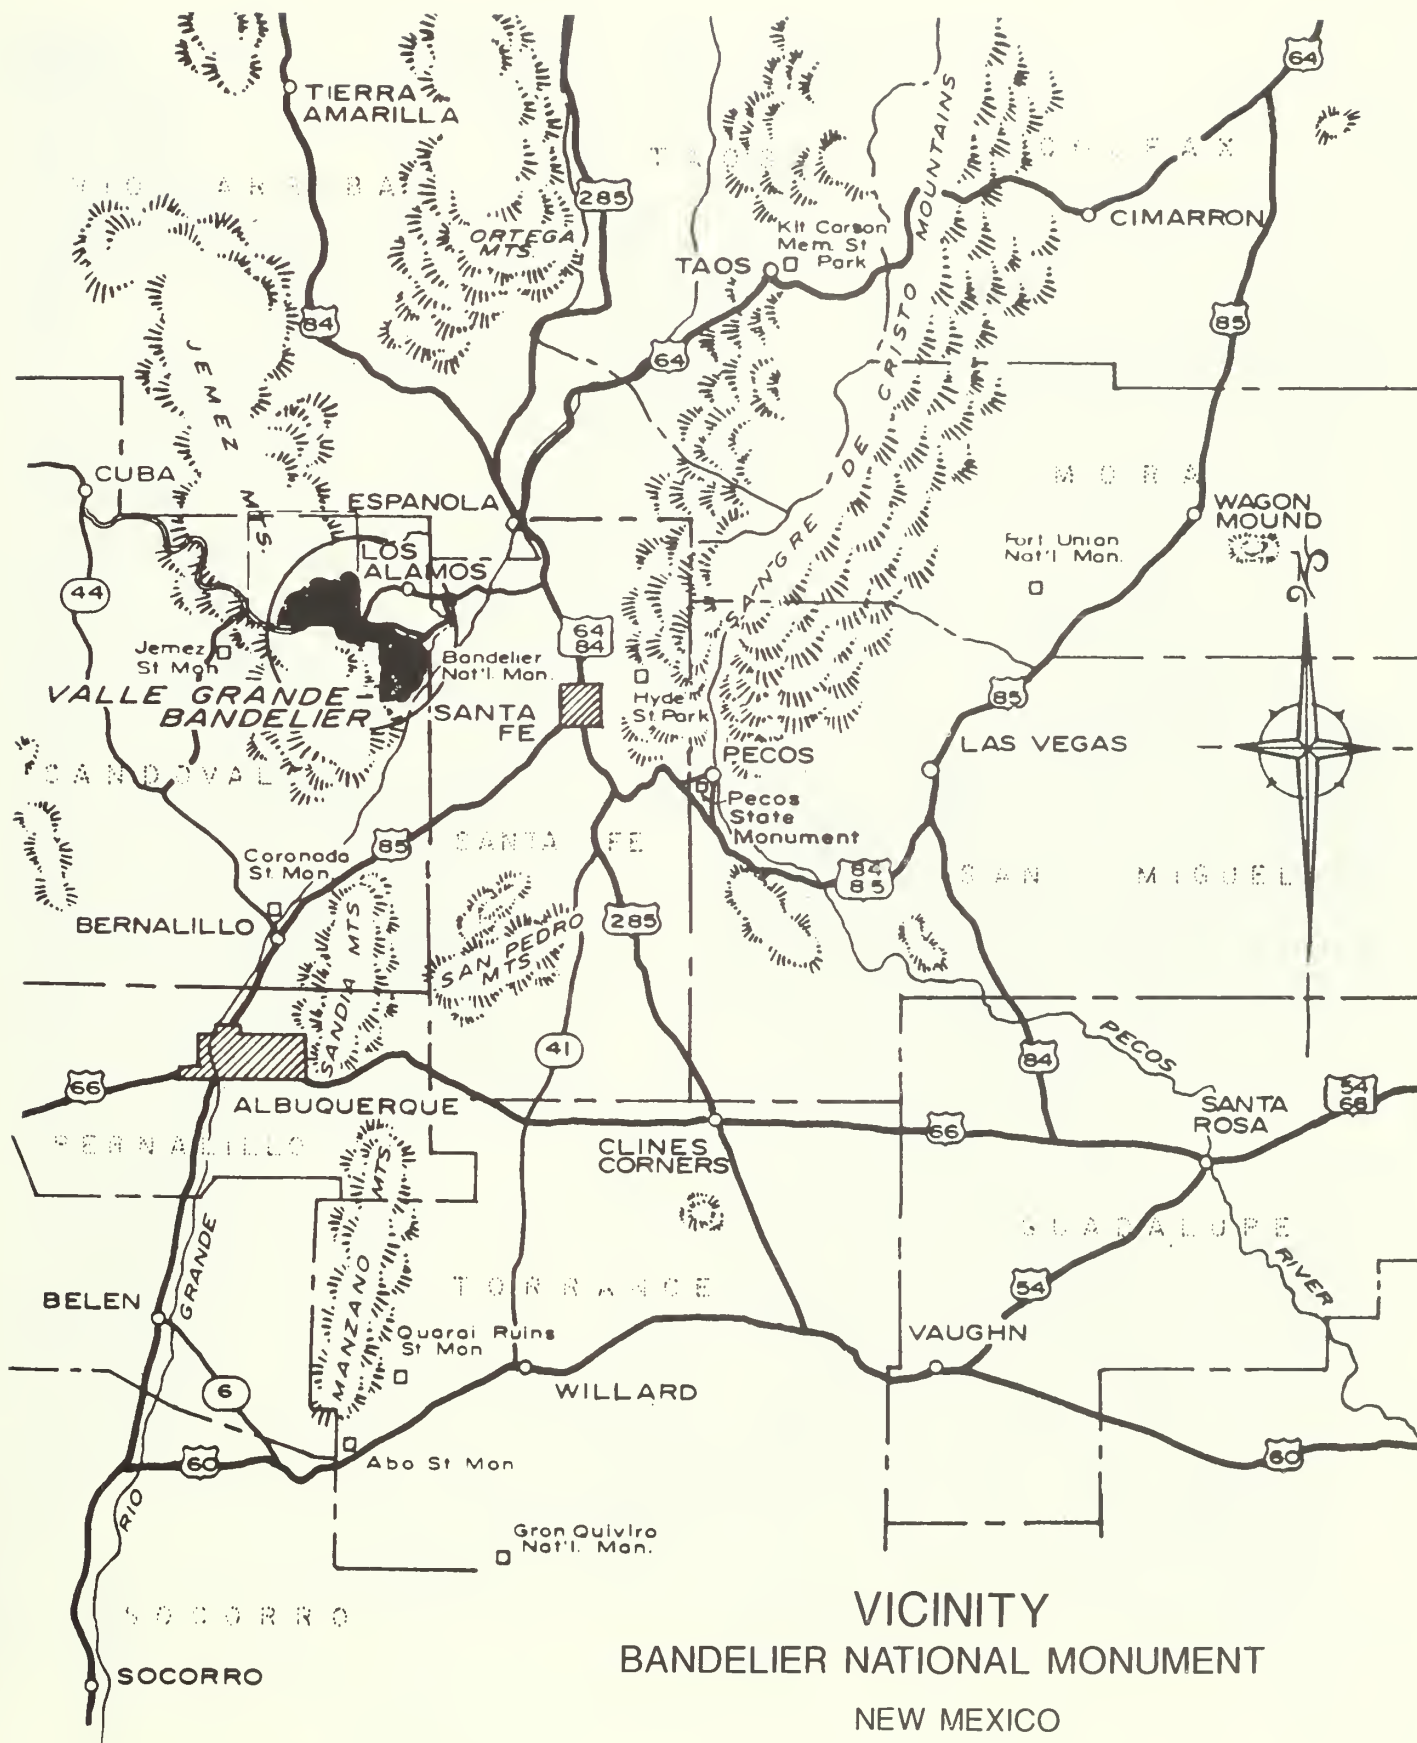 64
TIERRA
AMARILLA
285
ORTEGA
MTS.
Kit Carson
Mem. St
Park
TAOS
CIMARRON
SANGRE DE CRISTO MOUNTAINS
84
85
64
JEMEZ MTS.
CUBA
MORA
ESPANOLA
WAGON
MOUND
LOS
ALAMOS
Fort Union
Nat'l Mon.
44
64
84
Jemez
St Mon
Bandelier
Nat'l. Mon.
VALLE GRANDE-
BANDELIER
Hyde
St. Park
SANTA
FE
85
LAS VEGAS
PECOS
SANDOVAL
Pecos
State
Monument
85
SANTA FE
Coronado
St. Mon.
84
85
SAN MIGUEL
BERNALILLO
285
SANDIA MTS
SAN PEDRO
MTS
41
84
PECOS
66
54
66
ALBUQUERQUE
SANTA
ROSA
66
BERNALILLO
CLINES
CORNERS
GUADALUPE
RIVER
GRANDE
MANZANO MTS.
TORRANCE
54
BELEN
Quarai Ruins
St Mon
VAUGHN
6
WILLARD
60
Abo St Mon
60
RIO
Gran Quivira
Nat'l. Mon.
SOCORRO
SOCORRO
VICINITY
BANDELIER NATIONAL MONUMENT
NEW MEXICO